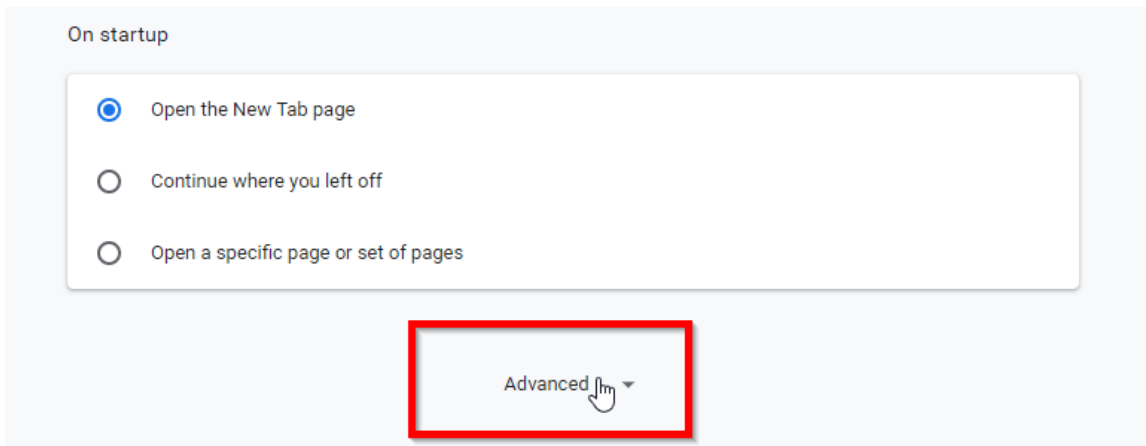 On startup
Open the New Tab page
Continue where you left off
Open a specific page or set of pages
Advanced